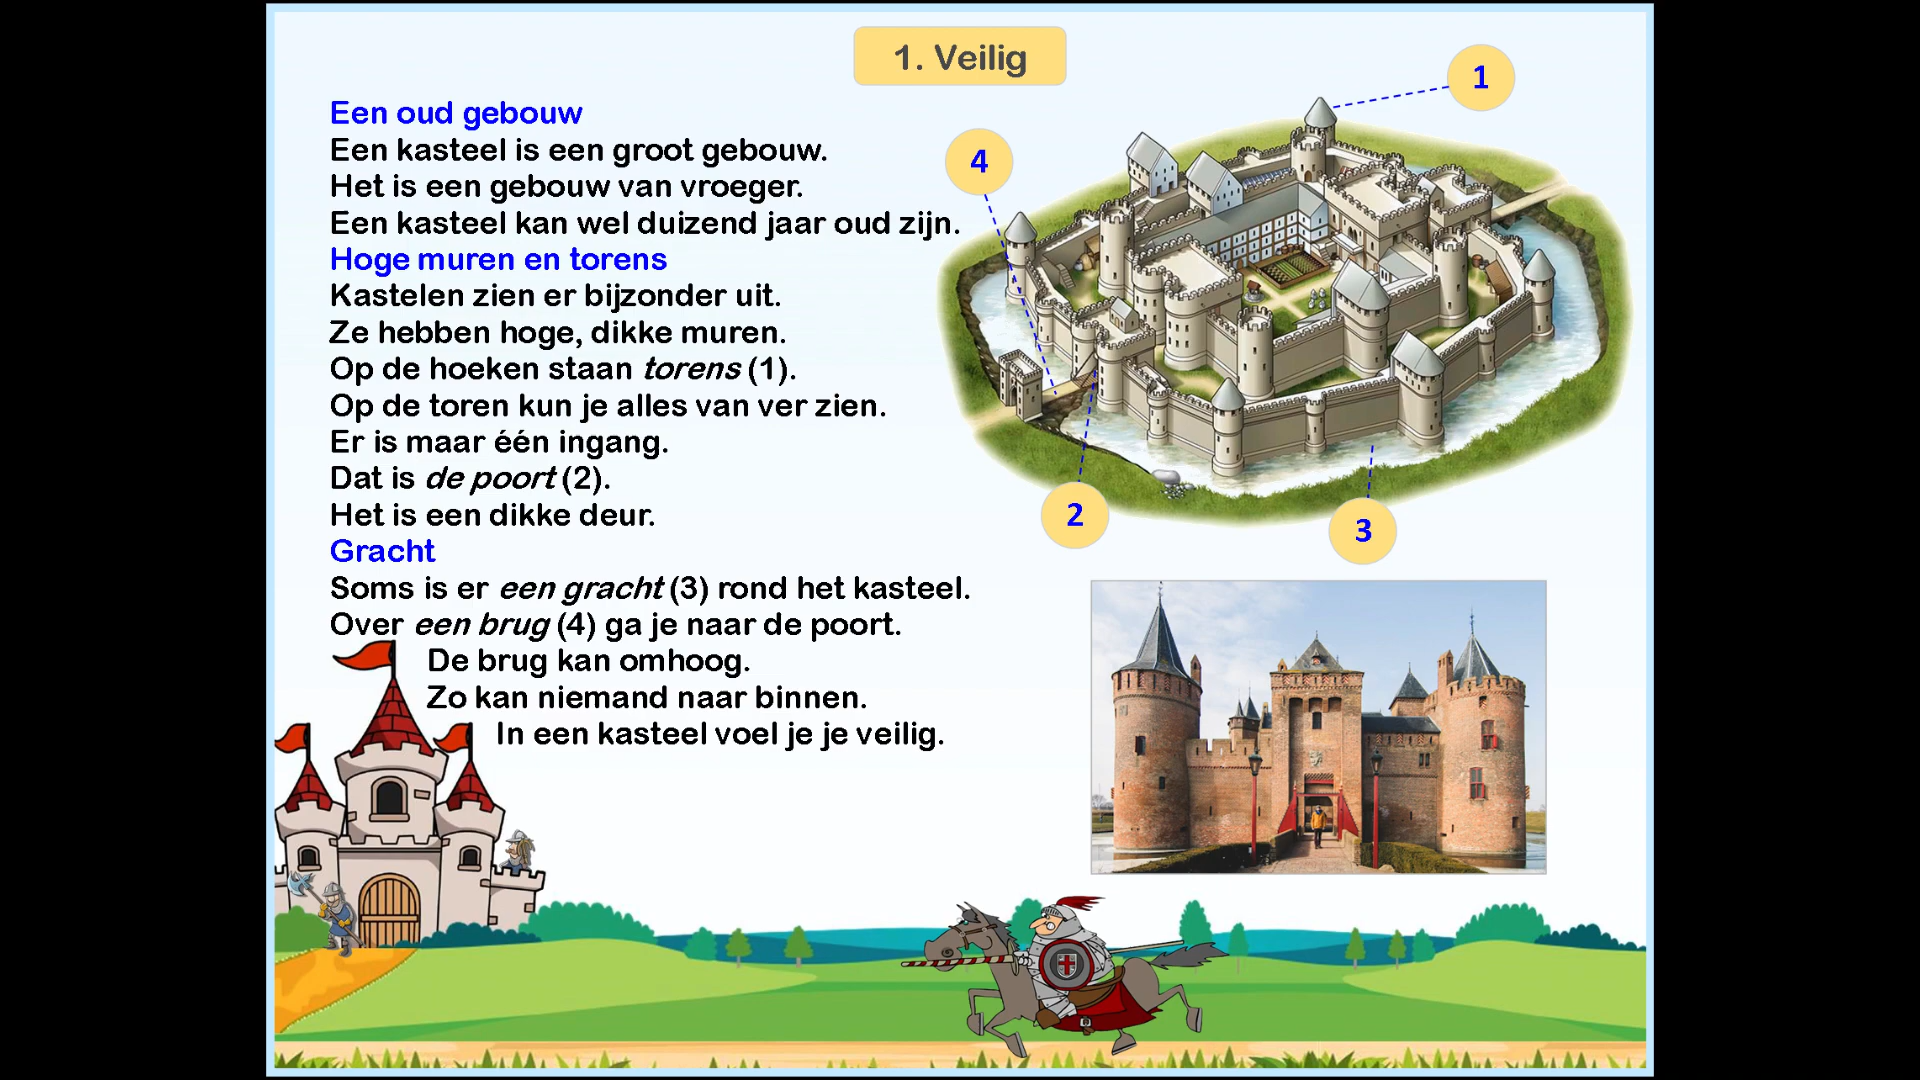 1. Veilig
Een oud gebouw
Een kasteel is een groot gebouw.
Het is een gebouw van vroeger.
Een kasteel kan wel duizend jaar oud zijn.
Hoge muren en torens
Kastelen zien er bijzonder uit.
Ze hebben hoge, dikke muren.
Op de hoeken staan torens (1).
Op de toren kun je alles van ver zien.
Er is maar één ingang.
Dat is de poort (2).
Het is een dikke deur.
Gracht
Soms is er een gracht (3) rond het kasteel.
Over een brug (4) ga je naar de poort.
De brug kan omhoog.
Zo kan niemand naar binnen.
In een kasteel voel je je veilig.
1
4
2
3